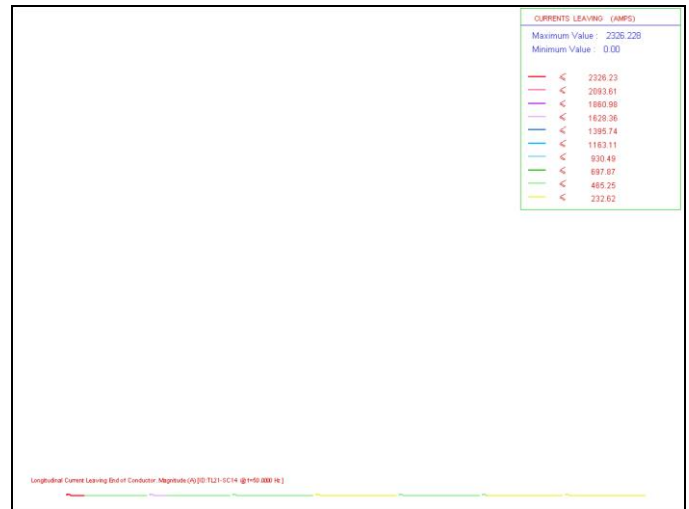 CURRENTS LEAVING (AMPS)
Maximum Value : 2326.228
Minimum Value : 0.00
≤ 2326.23
≤ 2093.61
≤ 1860.98
≤ 1628.36
≤ 1395.74
≤ 1163.11
≤ 930.49
≤ 697.87
≤ 465.25
≤ 232.62
Longitudinal Current Leaving End of Conductor. Magnitude (A) [ID:TL21-SC14 @ f=50.0000 Hz ]